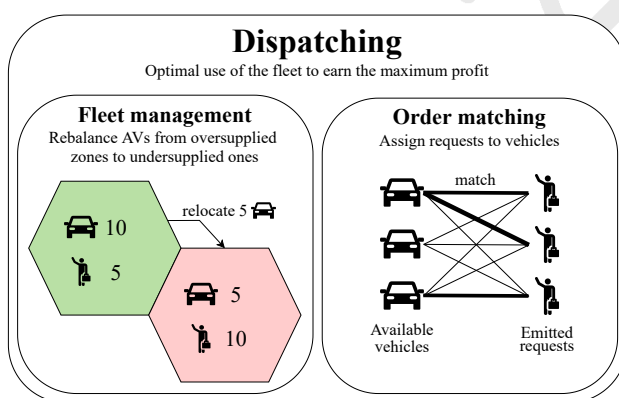 Dispatching
Optimal use of the fleet to earn the maximum profit
Fleet management
Rebalance AVs from oversupplied
zones to undersupplied ones
10
5
relocate 5
5
10
Order matching
Assign requests to vehicles
match
Available
vehicles
Emitted
requests